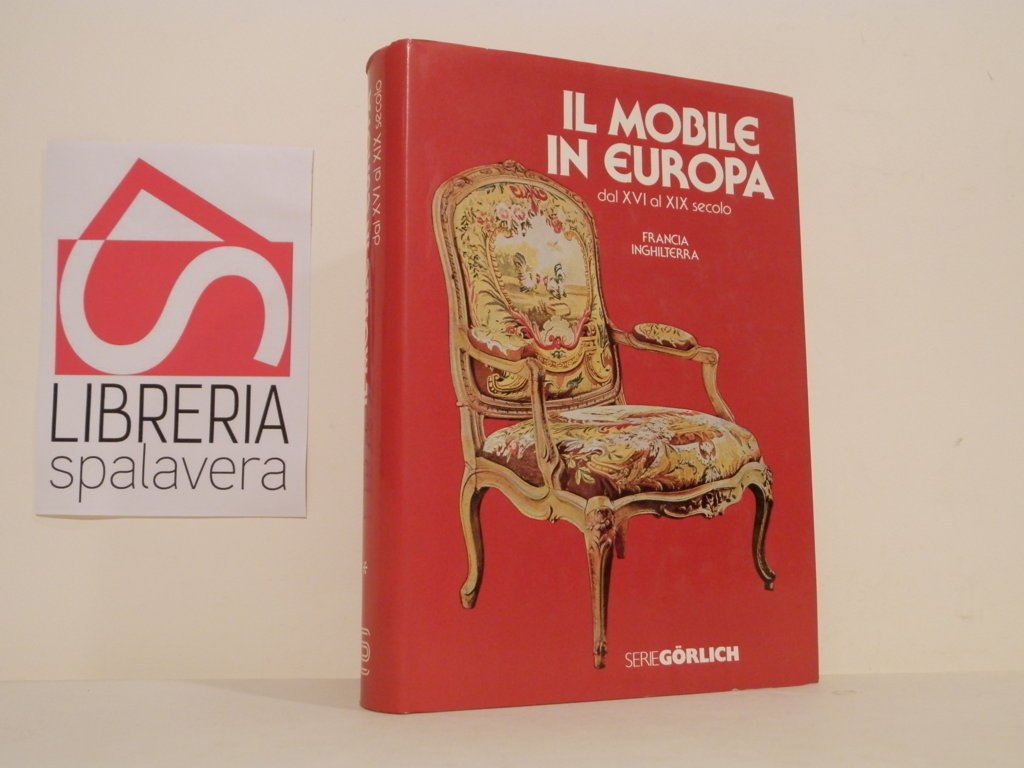 LIBRERIA
spalavera
dal XVI al XIX secolo
IL MOBILE
IN EUROPA
dal XVI al XIX secolo
FRANCIA
INGHILTERRA
SERIE GÖRLICH